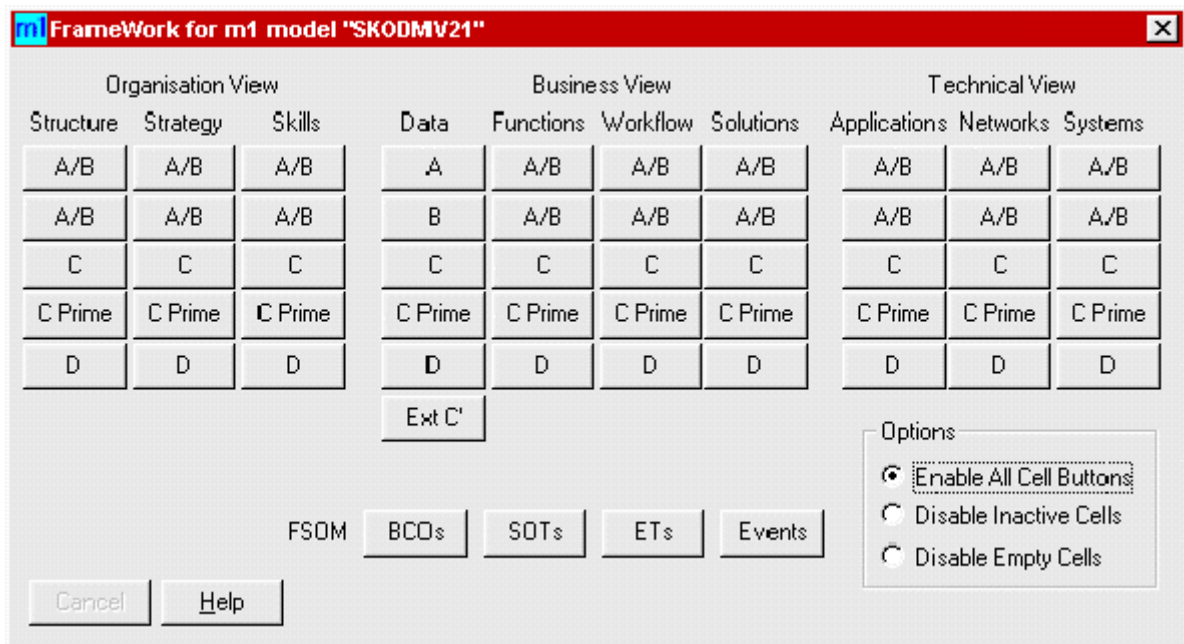 m1 FrameWork for m1 model "SKODMIV21"
Organisation View Business View Technical View
Structure Strategy Skills Data Functions Workflow Solutions Applications Networks Systems
A/B A/B A/B A A/B A/B A/B A/B A/B A/B
A/B A/B A/B B A/B A/B A/B A/B A/B A/B
C C C C C C C C C C
C Prime C Prime C Prime C Prime C Prime C Prime C Prime C Prime C Prime C Prime
D D D D D D D D D D
Ext C'
Options
Enable All Cell Buttons
Disable Inactive Cells
Disable Empty Cells
FSOM BCOs SOTs ETs Events
Cancel Help